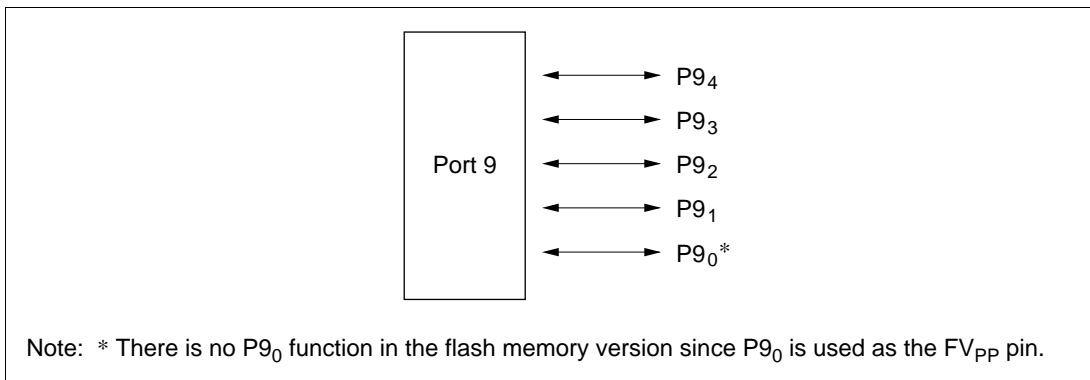 Port 9
P9₄
P9₃
P9₂
P9₁
P9₀*
Note: * There is no P9₀ function in the flash memory version since P9₀ is used as the FVPP pin.